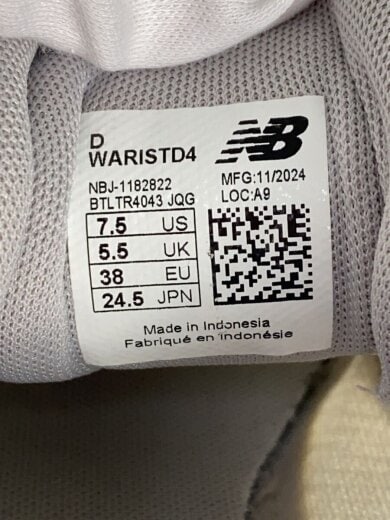 D
WARISTD4
NB
NBJ-1182822
BTLTR4043 JQG
MFG:11/2024
LOC:A9
7.5 US
5.5 UK
38 EU
24.5 JPN
Made in Indonesia
Fabriqué en indonésie